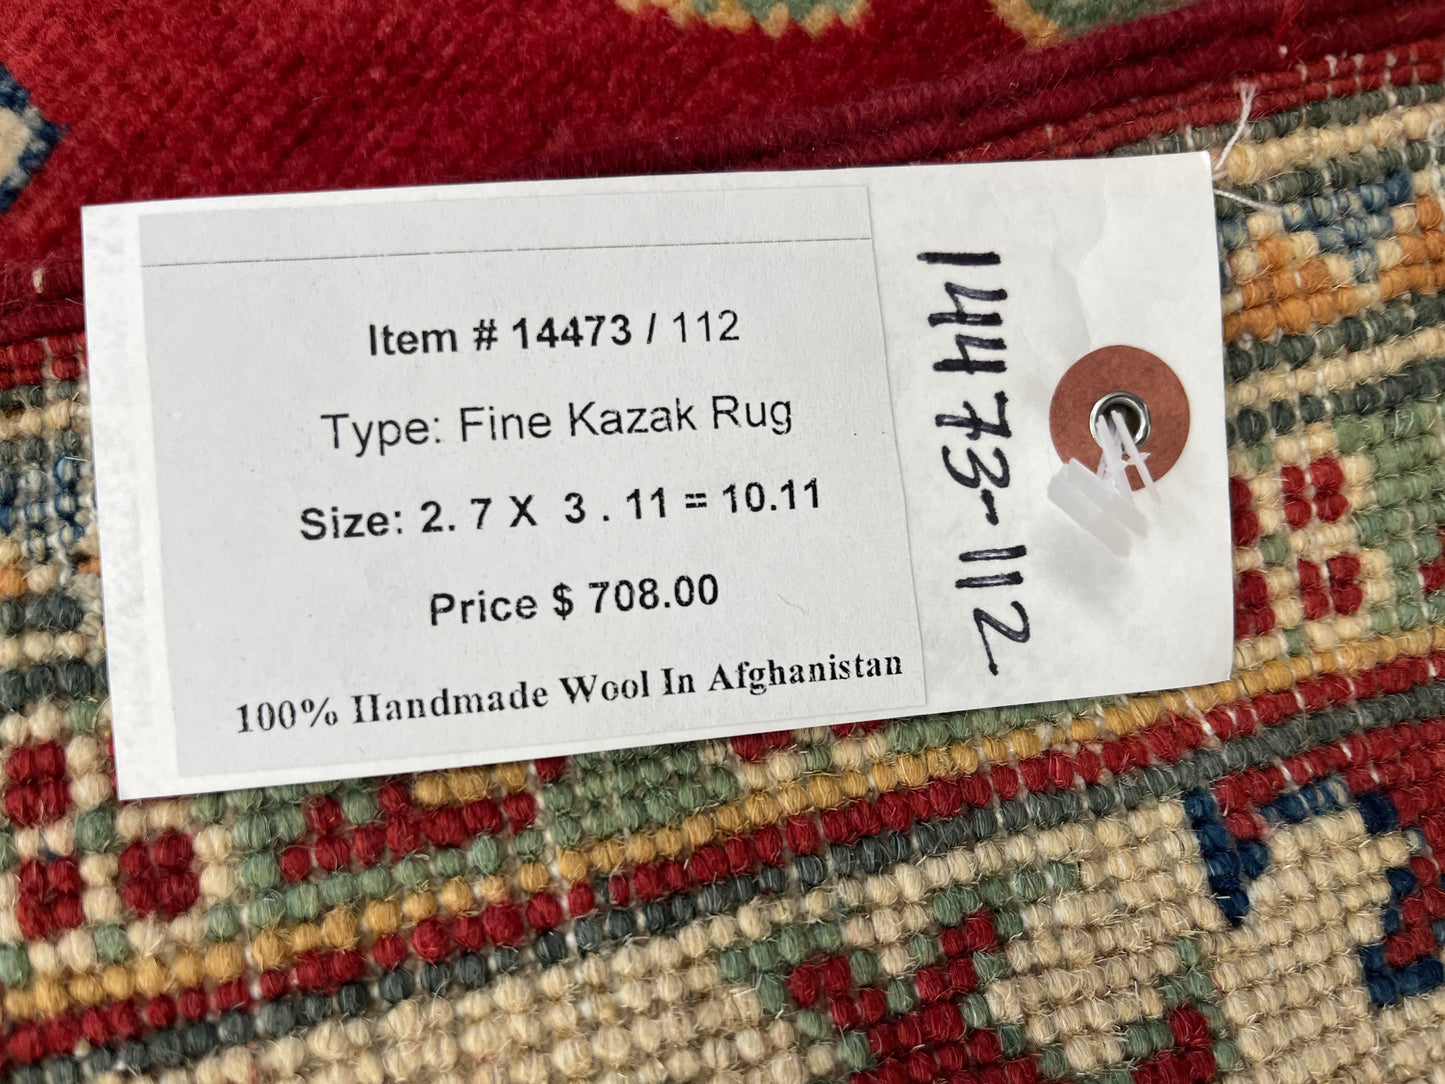 Item # 14473 / 112
Type: Fine Kazak Rug
Size: 2. 7 X 3 . 11 = 10.11
Price $ 708.00
100% Handmade Wool In Afghanistan
14473-112